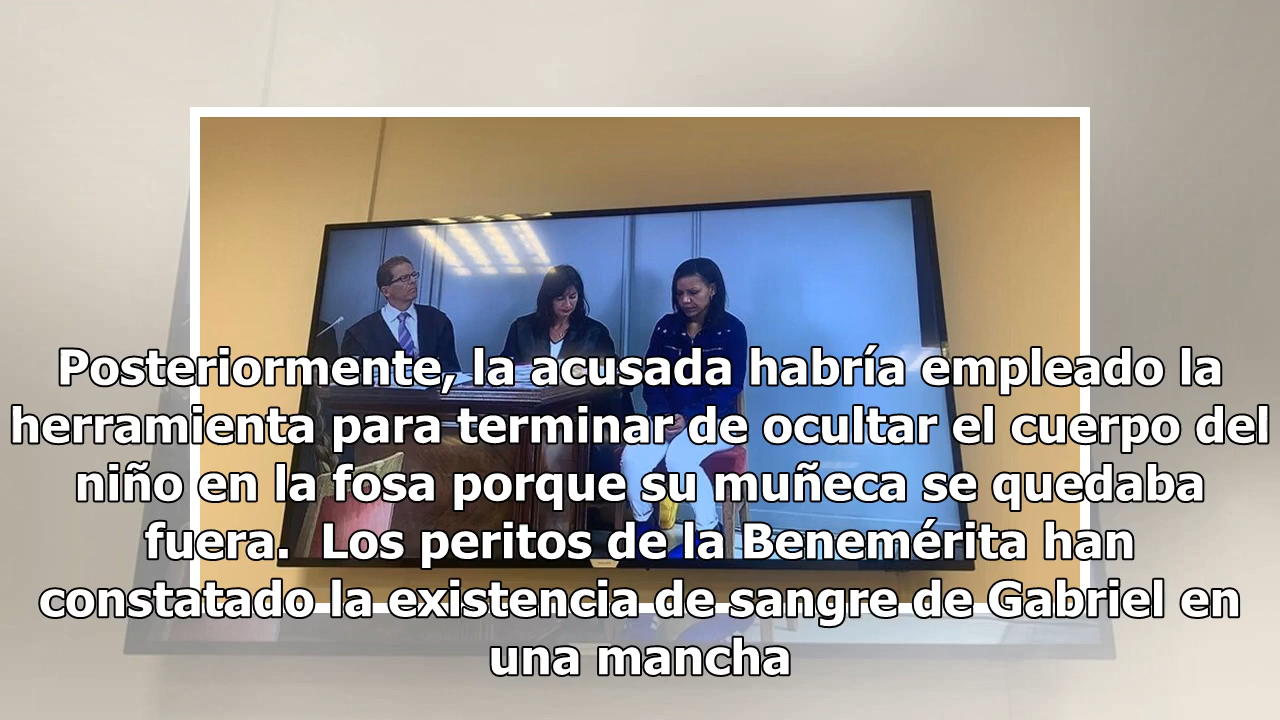 Posteriormente, la acusada habría empleado la
herramienta para terminar de ocultar el cuerpo del
niño en la fosa porque su muñeca se quedaba
fuera.  Los peritos de la Benemérita han
constatado la existencia de sangre de Gabriel en
una mancha